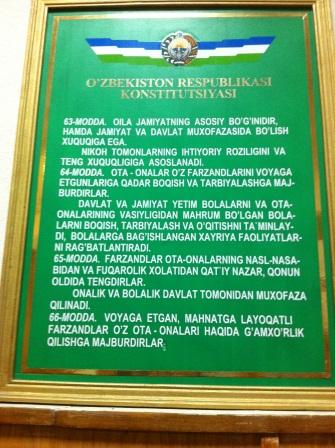 O'ZBEKISTON RESPUBLIKASI
KONSTITUTSIYASI
63-MODDA. OILA JAMIYATNING ASOSIY BO'G'INIDIR,
HAMDA JAMIYAT VA DAVLAT MUXOFAZASIDA BO'LISH
XUQUQIGA EGA.
NIKOH TOMONLARNING IHTIYORIY ROZILIGINI VA
TENG XUQUQLIGIGA ASOSLANADI.
64-MODDA. OTA - ONALAR O'Z FARZANDLARINI VOYAGA
ETGUNLARIGA QADAR BOQISH VA TARBIYALASHGA MAJ-
BURDIRLAR.
DAVLAT VA JAMIYAT YETIM BOLALARNI VA OTA-
ONALARINING VASIYLIGIDAN MAHRUM BO'LGAN BOLA-
LARNI BOQISH, TARBIYALASH VA O'QITISHNI TA`MINLAY-
DI, BOLALARGA BAG'ISHLANGAN XAYRIYA FAOLIYATLAR-
NI RAG'BATLANTIRADI.
65-MODDA. FARZANDLAR OTA-ONALARNING NASL-NASA-
BIDAN VA FUQAROLIK XOLATIDAN QAT`IY NAZAR, QONUN
OLDIDA TENGDIRLAR.
ONALIK VA BOLALIK DAVLAT TOMONIDAN MUXOFAZA
QILINADI.
66-MODDA. VOYAGA ETGAN, MAHNATGA LAYOQATLI
FARZANDLAR O'Z OTA - ONALARI HAQIDA G'AMXO'RLIK
QILISHGA MAJBURDIRLAR.